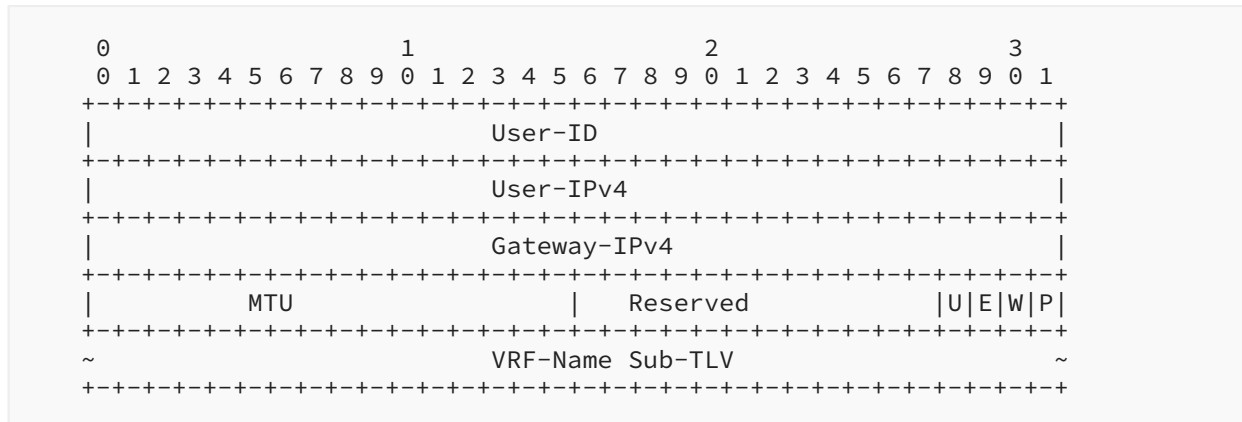 0                   1                   2                   3
 0 1 2 3 4 5 6 7 8 9 0 1 2 3 4 5 6 7 8 9 0 1 2 3 4 5 6 7 8 9 0 1
+-+-+-+-+-+-+-+-+-+-+-+-+-+-+-+-+-+-+-+-+-+-+-+-+-+-+-+-+-+-+-+-+
|                          User-ID                              |
+-+-+-+-+-+-+-+-+-+-+-+-+-+-+-+-+-+-+-+-+-+-+-+-+-+-+-+-+-+-+-+-+
|                          User-IPv4                            |
+-+-+-+-+-+-+-+-+-+-+-+-+-+-+-+-+-+-+-+-+-+-+-+-+-+-+-+-+-+-+-+-+
|                          Gateway-IPv4                         |
+-+-+-+-+-+-+-+-+-+-+-+-+-+-+-+-+-+-+-+-+-+-+-+-+-+-+-+-+-+-+-+-+
|          MTU                  |   Reserved            |U|E|W|P|
+-+-+-+-+-+-+-+-+-+-+-+-+-+-+-+-+-+-+-+-+-+-+-+-+-+-+-+-+-+-+-+-+
~                          VRF-Name Sub-TLV                     ~
+-+-+-+-+-+-+-+-+-+-+-+-+-+-+-+-+-+-+-+-+-+-+-+-+-+-+-+-+-+-+-+-+